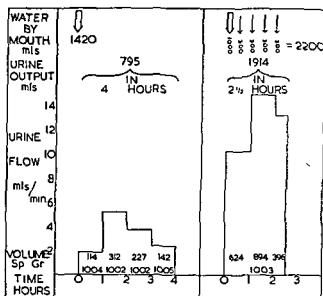 WATER
BY
MOUTH
mls
1420
= 2200
URINE
OUTPUT
mls
795
IN
4 HOURS
1914
IN
2½ HOURS
14
12
URINE
10
FLOW
8
mls/
min
6
4
2
VOLUME 114 312 227 142 624 894 396
Sp Gr 1004 1002 1002 1005 1003
TIME
HOURS
0 1 2 3 4 0 1 2 3